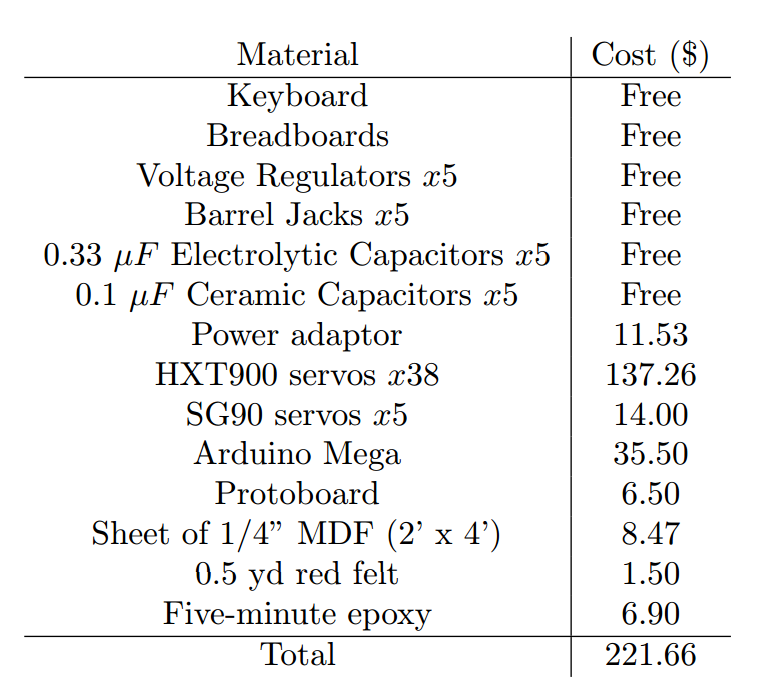 Material Cost ($)
Keyboard Free
Breadboards Free
Voltage Regulators x5 Free
Barrel Jacks x5 Free
0.33 μF Electrolytic Capacitors x5 Free
0.1 μF Ceramic Capacitors x5 Free
Power adaptor 11.53
HXT900 servos x38 137.26
SG90 servos x5 14.00
Arduino Mega 35.50
Protoboard 6.50
Sheet of 1/4” MDF (2’ x 4’) 8.47
0.5 yd red felt 1.50
Five-minute epoxy 6.90
Total 221.66